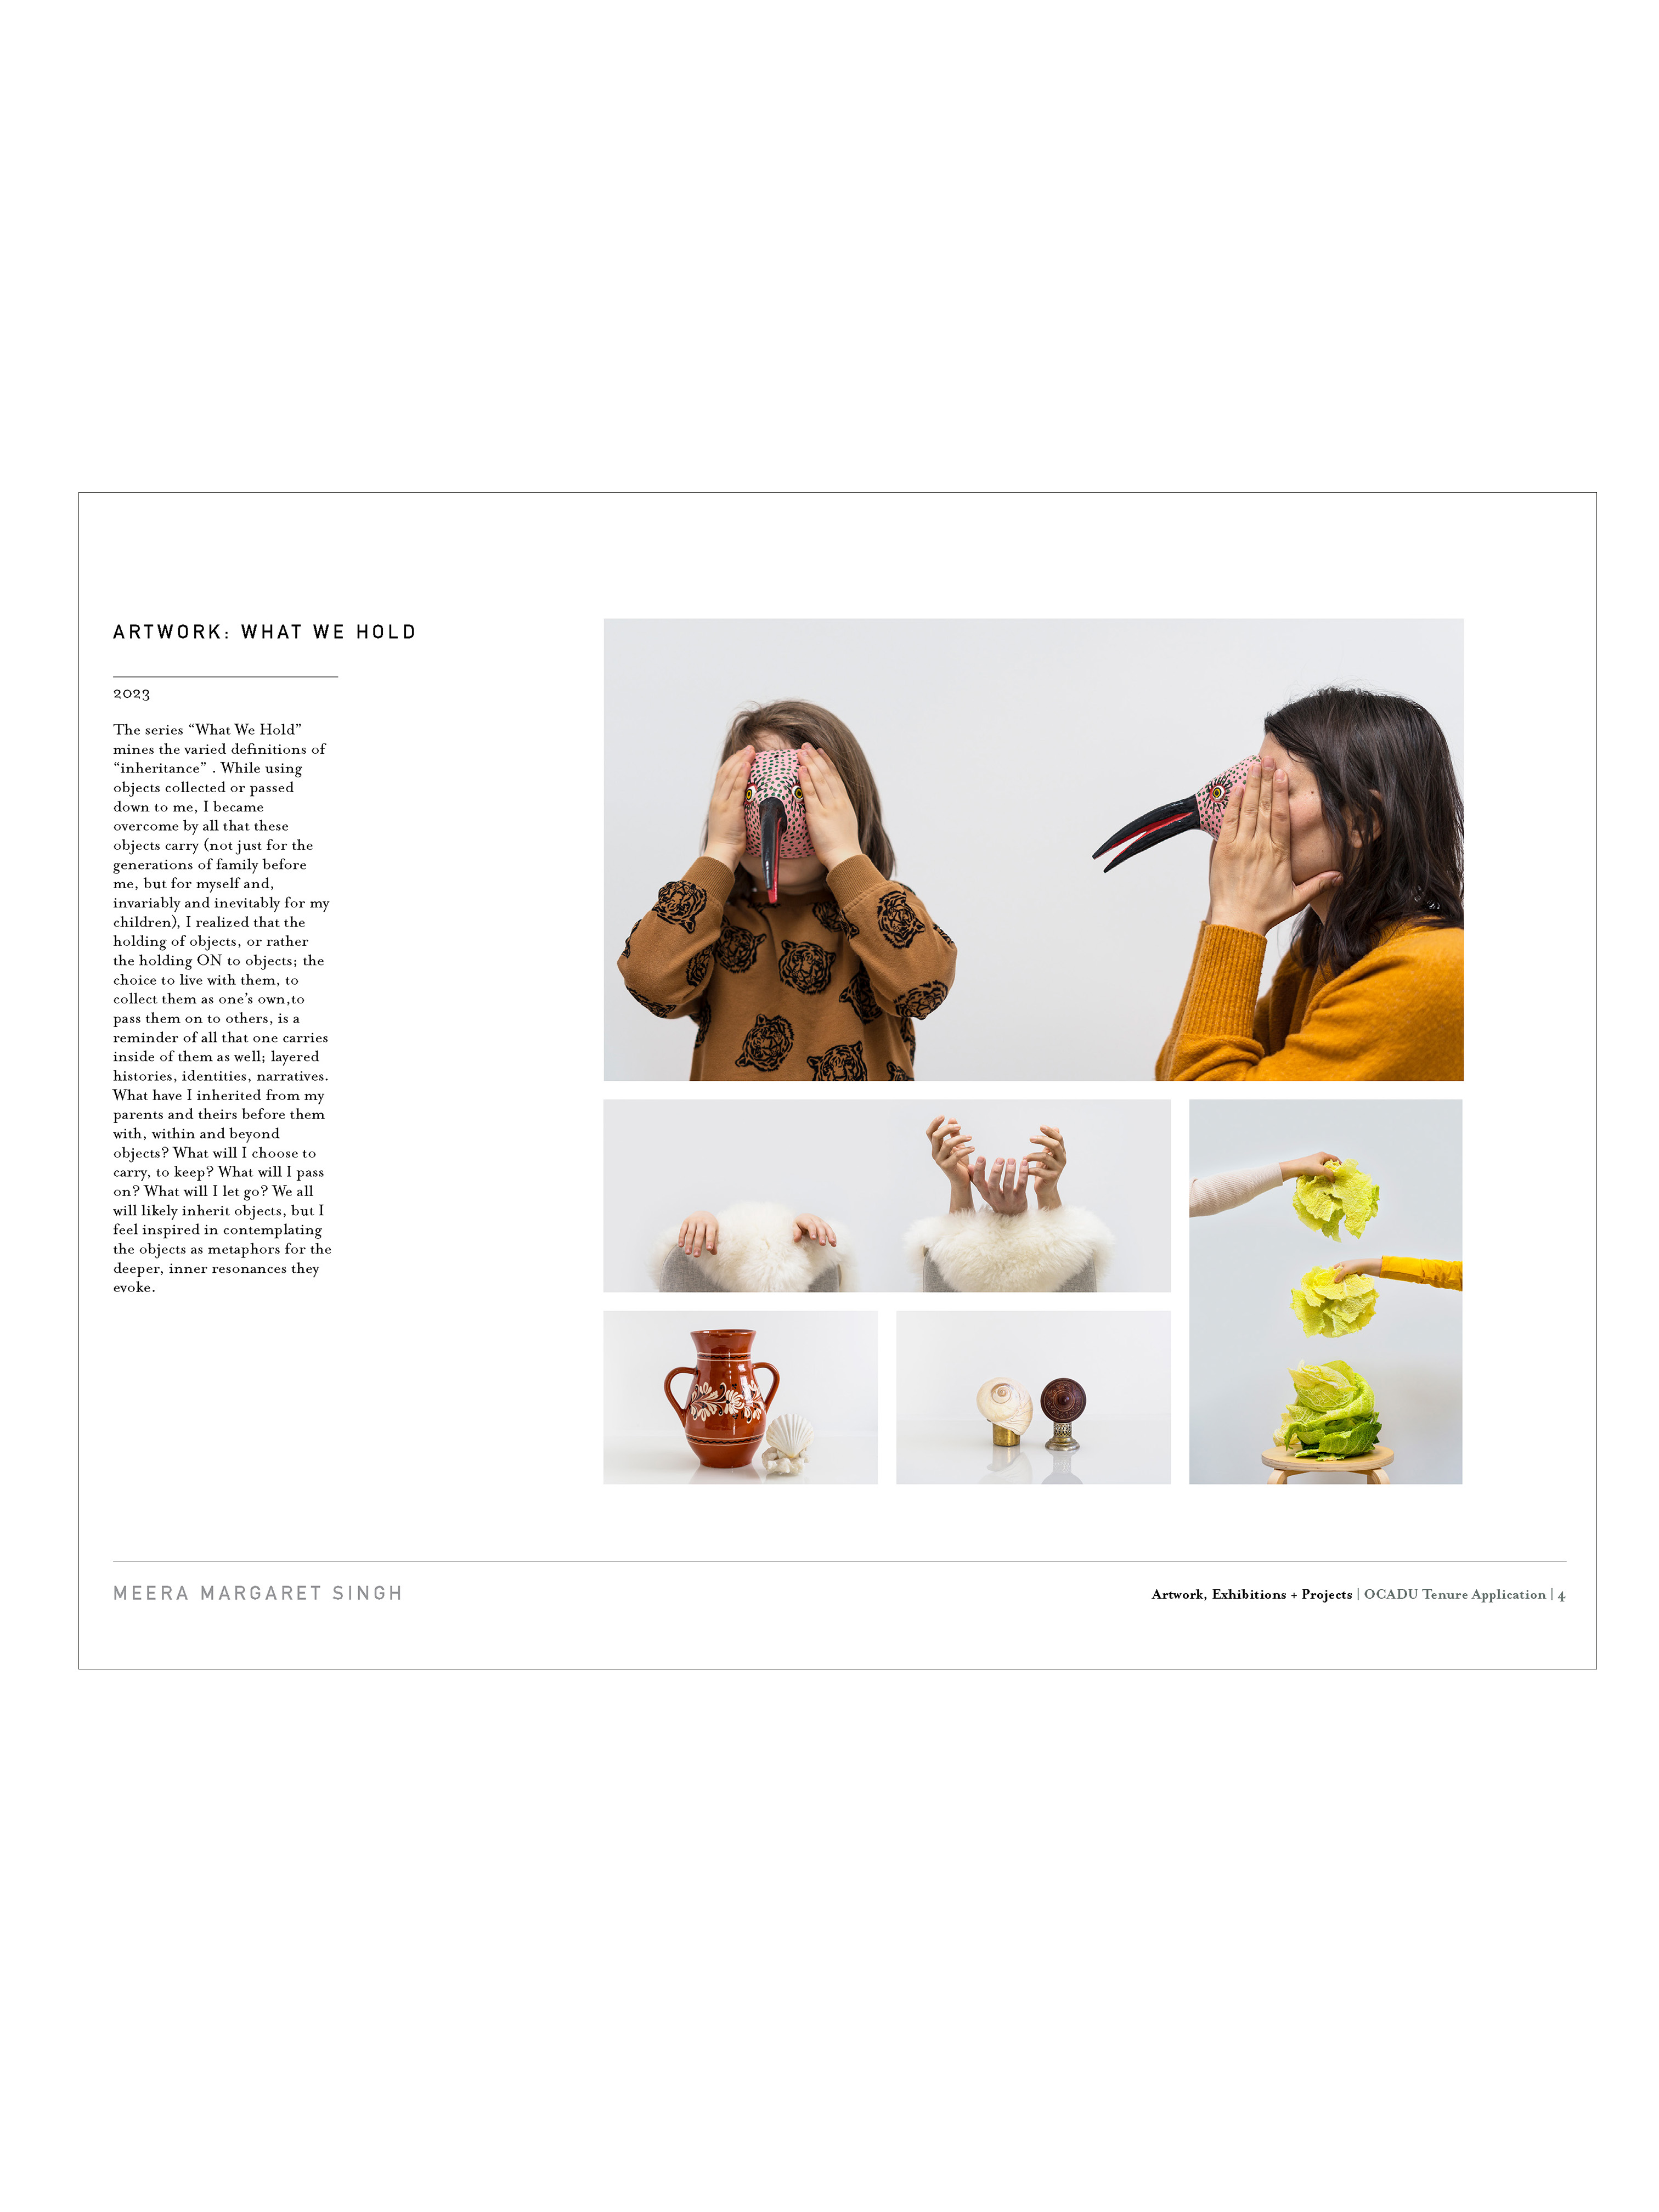 ARTWORK: WHAT WE HOLD
2023
The series “What We Hold”
mines the varied definitions of
“inheritance” . While using
objects collected or passed
down to me, I became
overcome by all that these
objects carry (not just for the
generations of family before
me, but for myself and,
invariably and inevitably for my
children), I realized that the
holding of objects, or rather
the holding ON to objects; the
choice to live with them, to
collect them as one’s own,to
pass them on to others, is a
reminder of all that one carries
inside of them as well; layered
histories, identities, narratives.
What have I inherited from my
parents and theirs before them
with, within and beyond
objects? What will I choose to
carry, to keep? What will I pass
on? What will I let go? We all
will likely inherit objects, but I
feel inspired in contemplating
the objects as metaphors for the
deeper, inner resonances they
evoke.
MEERA MARGARET SINGH
Artwork, Exhibitions + Projects | OCADU Tenure Application | 4